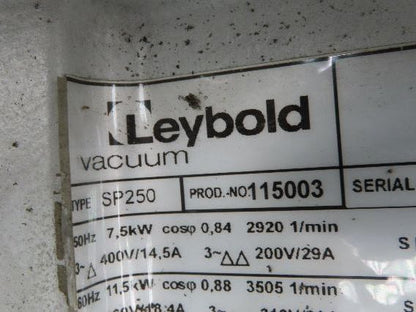 Leybold
vacuum
TYPE SP250 PROD.-NO 115003 SERIAL
50Hz 7,5kW cosφ 0,84 2920 1/min
3~△ 400V/14,5A 3~△△ 200V/29A S
60Hz 11,5kW cosφ 0,88 3505 1/min
S